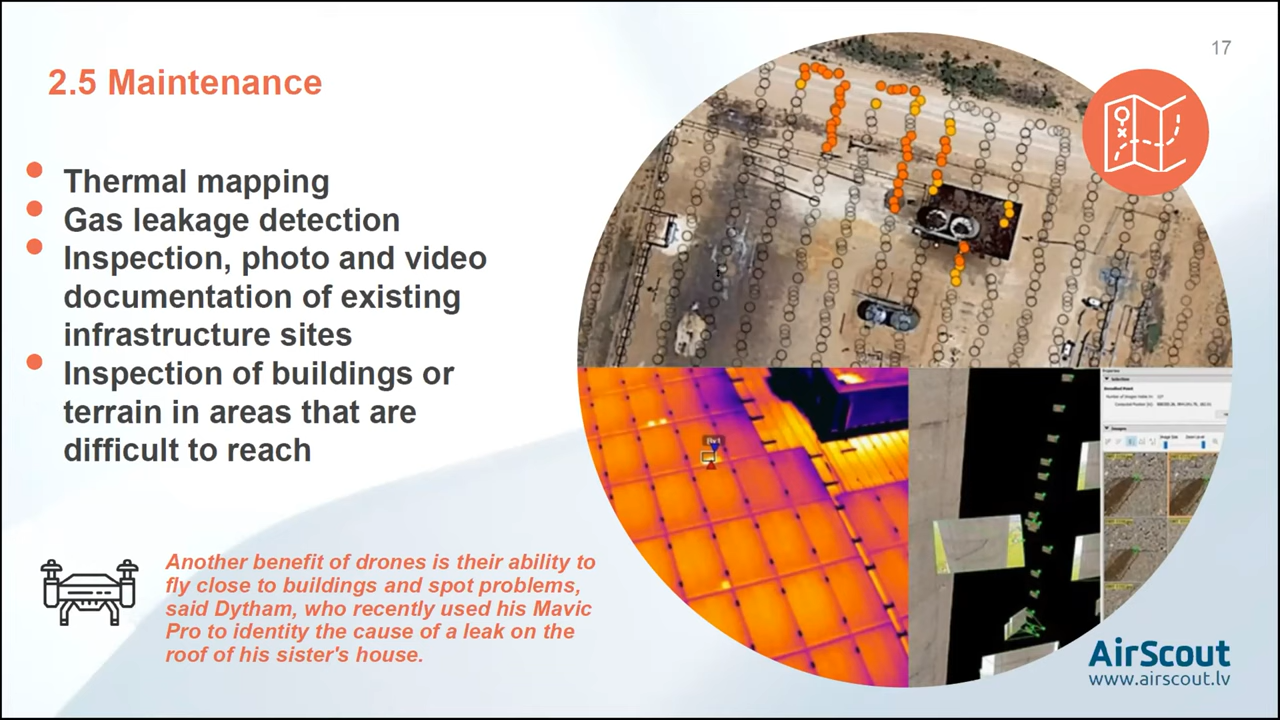 17
2.5 Maintenance
Thermal mapping
Gas leakage detection
Inspection, photo and video
documentation of existing
infrastructure sites
Inspection of buildings or
terrain in areas that are
difficult to reach
Another benefit of drones is their ability to
fly close to buildings and spot problems,
said Dytham, who recently used his Mavic
Pro to identity the cause of a leak on the
roof of his sister's house.
Selection
Images
AirScout
www.airscout.lv